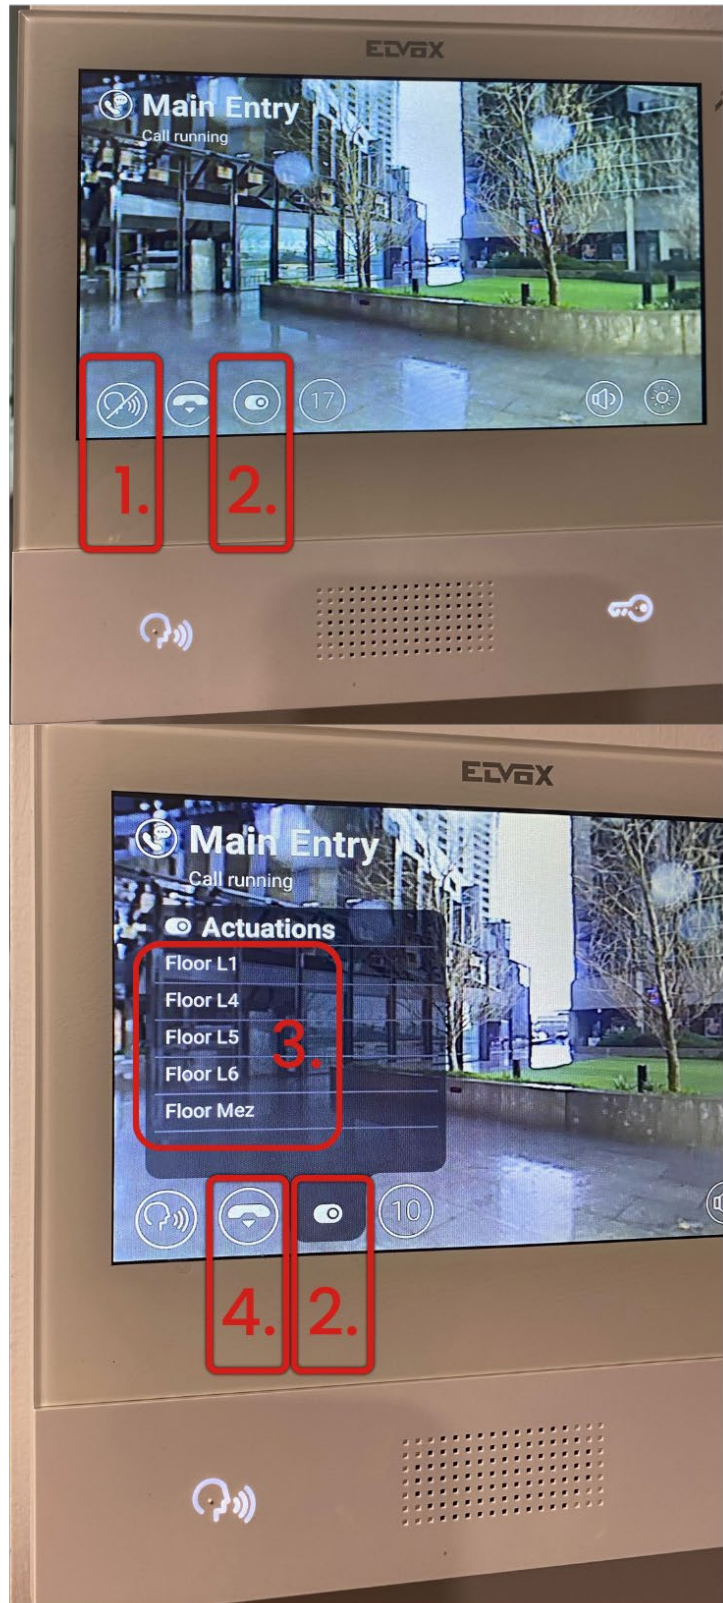 ELVOX
Main Entry
Call running
17
1.
2.
ELVOX
Main Entry
Call running
Actuations
Floor L1
Floor L4
Floor L5
Floor L6
Floor Mez
3.
10
4.
2.